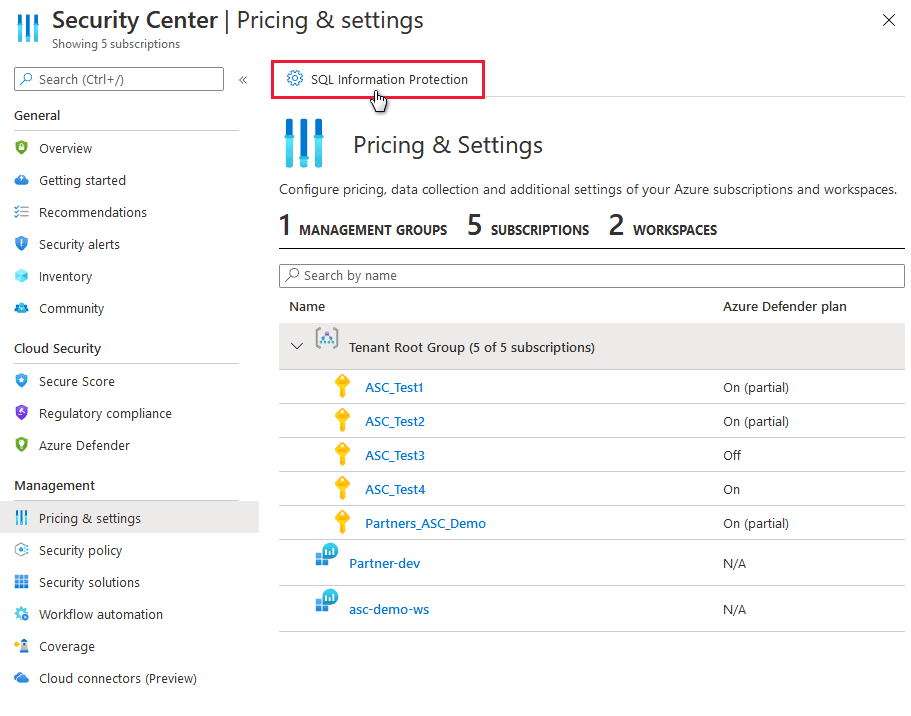 Security Center | Pricing & settings
Showing 5 subscriptions
Search (Ctrl+/)
«
SQL Information Protection
General
Overview
Getting started
Recommendations
Security alerts
Inventory
Community
Cloud Security
Secure Score
Regulatory compliance
Azure Defender
Management
Pricing & settings
Security policy
Security solutions
Workflow automation
Coverage
Cloud connectors (Preview)
Pricing & Settings
Configure pricing, data collection and additional settings of your Azure subscriptions and workspaces.
1 MANAGEMENT GROUPS 5 SUBSCRIPTIONS 2 WORKSPACES
Search by name
Name Azure Defender plan
Tenant Root Group (5 of 5 subscriptions)
ASC_Test1 On (partial)
ASC_Test2 On (partial)
ASC_Test3 Off
ASC_Test4 On
Partners_ASC_Demo On (partial)
Partner-dev N/A
asc-demo-ws N/A